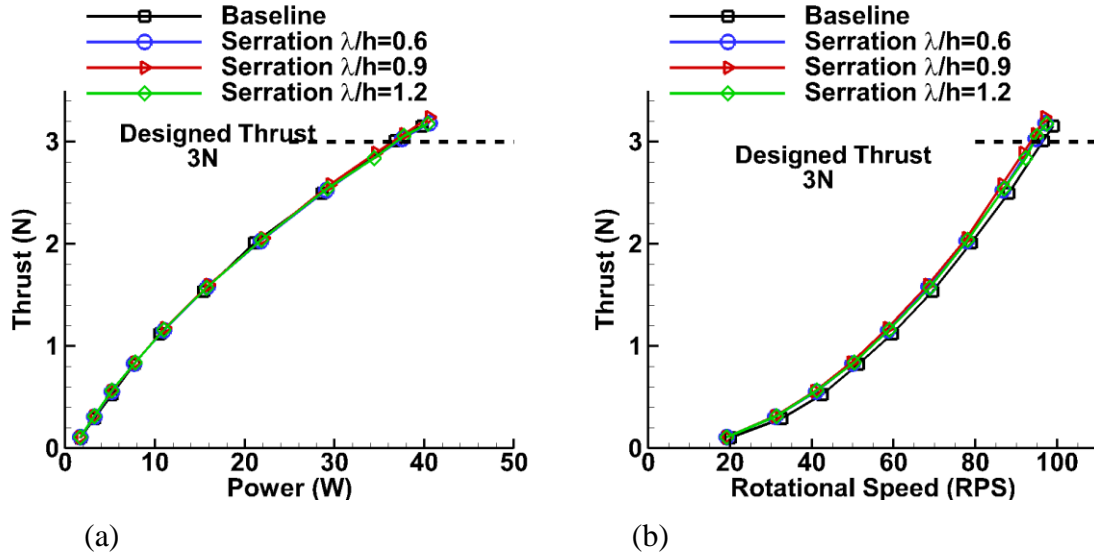 Baseline
Serration λ/h=0.6
Serration λ/h=0.9
Serration λ/h=1.2
Designed Thrust
3N
Thrust (N)
3
2
1
0
0 10 20 30 40 50
Power (W)
(a)
Baseline
Serration λ/h=0.6
Serration λ/h=0.9
Serration λ/h=1.2
Designed Thrust
3N
Thrust (N)
3
2
1
0
0 20 40 60 80 100
Rotational Speed (RPS)
(b)